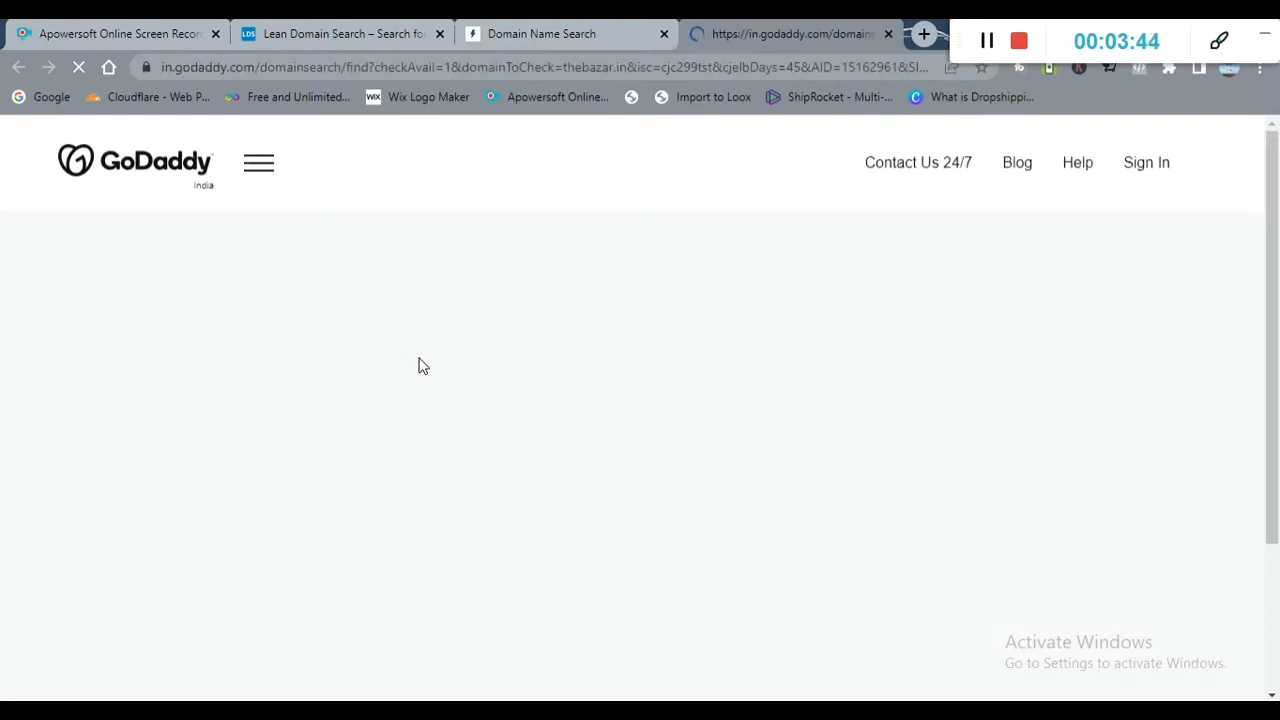 Apowersoft Online Screen Recor
Lean Domain Search – Search fo
Domain Name Search
https://in.godaddy.com/domains
00:03:44
in.godaddy.com/domainsearch/find?checkAvail=1&domainToCheck=thebazar.in&isc=cjc299tst&cjelbDays=45&AID=15162961&SI...
Google
LDS
Cloudflare - Web P...
Free and Unlimited...
WIX
Wix Logo Maker
Apowersoft Online...
Import to Loox
ShipRocket - Multi-...
What is Dropshippi...
GoDaddy
India
Contact Us 24/7
Blog
Help
Sign In
Activate Windows
Go to Settings to activate Windows.